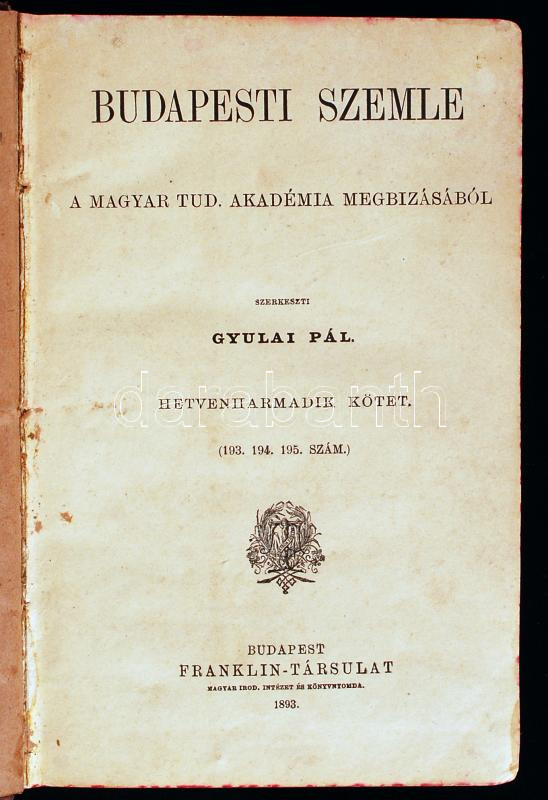 BUDAPESTI SZEMLE
A MAGYAR TUD. AKADÉMIA MEGBIZÁSÁBÓL
SZERKESZTI
GYULAI PÁL.
darabanth
HETVENHARMADIK KÖTET.
(193. 194. 195. SZÁM.)
BUDAPEST
FRANKLIN-TÁRSULAT
MAGYAR IROD. INTÉZET ÉS KÖNYVNYOMDA.
1893.